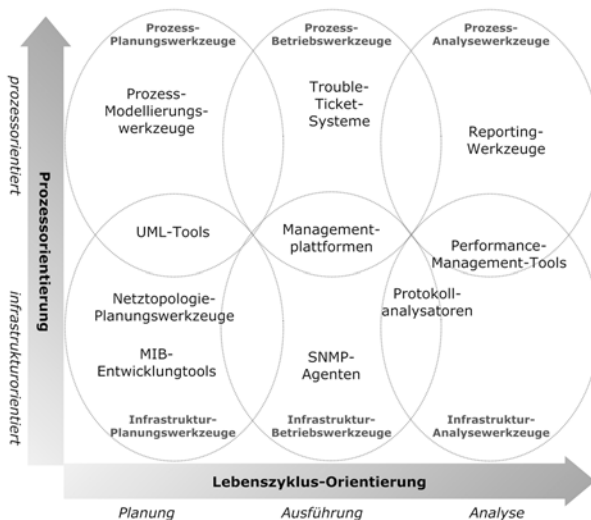 Prozess-
Planungswerkzeuge
Prozess-
Betriebswerkzeuge
Prozess-
Analysewerkzeuge
Prozess-
Modellierungs-
werkzeuge
Trouble-
Ticket-
Systeme
Reporting-
Werkzeuge
UML-Tools
Management-
plattformen
Performance-
Management-Tools
Netztopologie-
Planungswerkzeuge
Protokoll-
analysatoren
MIB-
Entwicklungtools
SNMP-
Agenten
Infrastruktur-
Planungswerkzeuge
Infrastruktur-
Betriebswerkzeuge
Infrastruktur-
Analysewerkzeuge
prozessorientiert
infrastrukturorientiert
Prozessorientierung
Lebenszyklus-Orientierung
Planung
Ausführung
Analyse